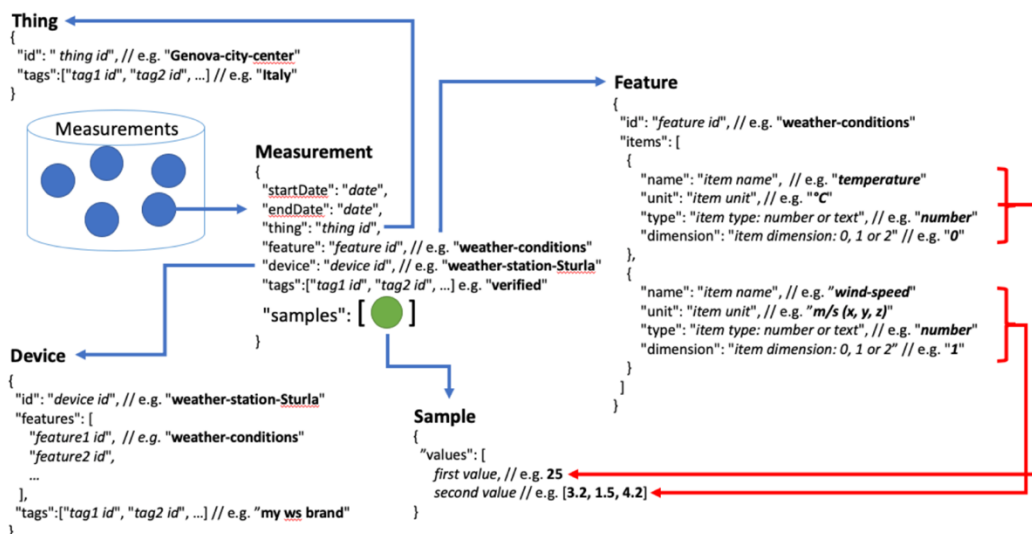 Thing
{
"id": " thing id", // e.g. "Genova-city-center"
"tags":["tag1 id", "tag2 id", …] // e.g. "Italy"
}
Measurements
Measurement
{
"startDate": "date",
"endDate": "date",
"thing": "thing id",
"feature": "feature id", // e.g. "weather-conditions"
"device": "device id", // e.g. "weather-station-Sturla"
"tags":["tag1 id", "tag2 id", …] e.g. "verified"
"samples": [ ]
}
Device
{
"id": "device id", // e.g. "weather-station-Sturla"
"features": [
"feature1 id", // e.g. "weather-conditions"
"feature2 id",
…
],
"tags":["tag1 id", "tag2 id", …] // e.g. "my ws brand"
}
Sample
{
"values": [
first value, // e.g. 25
second value // e.g. [3.2, 1.5, 4.2]
}
Feature
{
"id": "feature id", // e.g. "weather-conditions"
"items": [
{
"name": "item name", // e.g. "temperature"
"unit": "item unit", // e.g. "°C"
"type": "item type: number or text", // e.g. "number"
"dimension": "item dimension: 0, 1 or 2" // e.g. "0"
},
{
"name": "item name", // e.g. "wind-speed"
"unit": "item unit", // e.g. "m/s (x, y, z)"
"type": "item type: number or text", // e.g. "number"
"dimension": "item dimension: 0, 1 or 2" // e.g. "1"
}
]
}